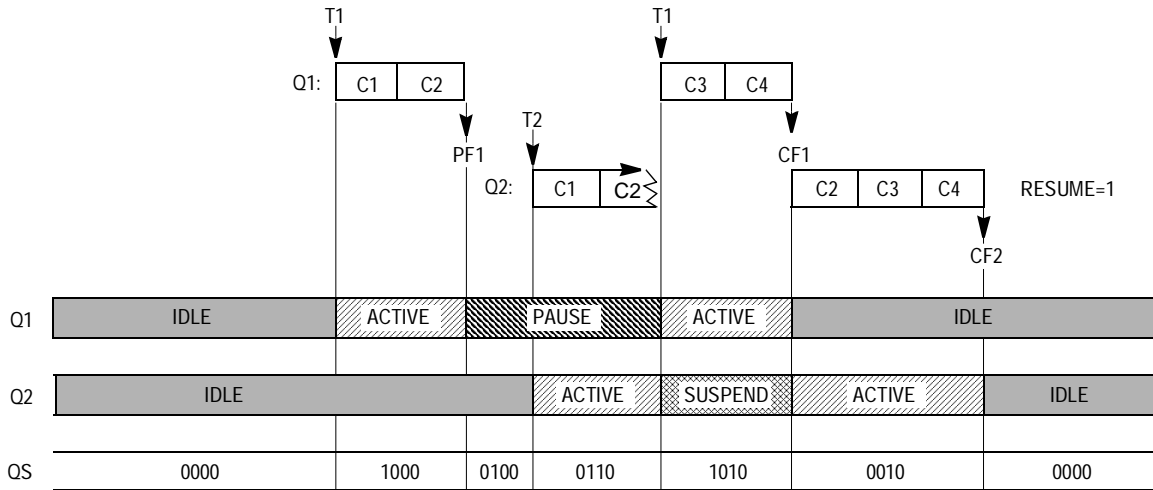 T1 T1
Q1: C1 C2 C3 C4
T2
PF1 CF1
Q2: C1 C2 C2 C3 C4 RESUME=1
CF2
Q1 IDLE ACTIVE PAUSE ACTIVE IDLE
Q2 IDLE ACTIVE SUSPEND ACTIVE IDLE
QS 0000 1000 0100 0110 1010 0010 0000